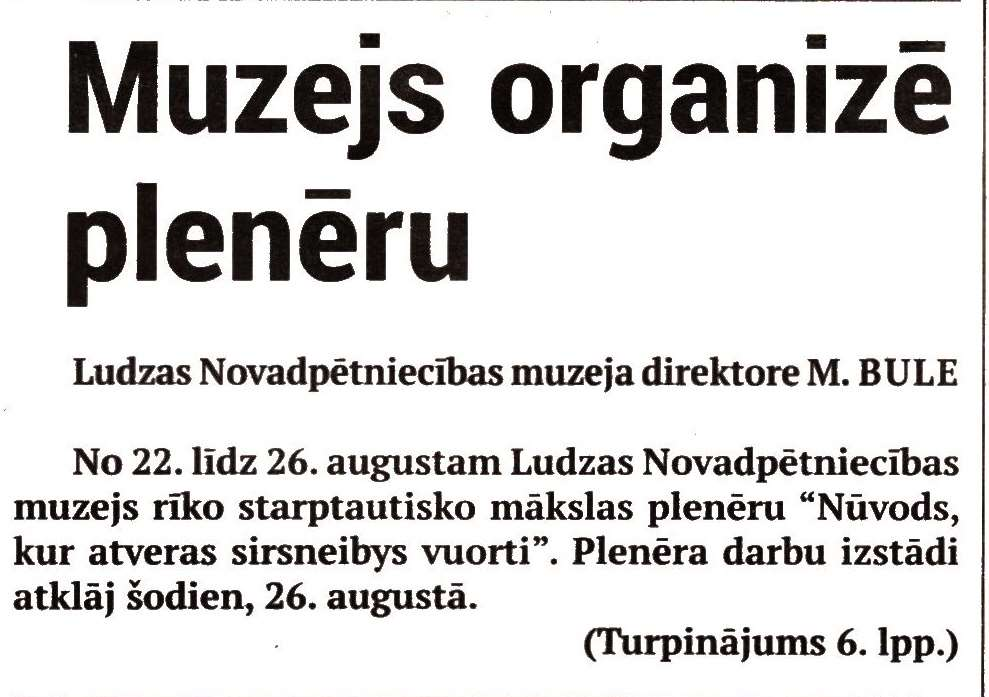 Muzejs organizē
plenēru
Ludzas Novadpētniecības muzeja direktore M. BULE
No 22. līdz 26. augustam Ludzas Novadpētniecības
muzejs rīko starptautisko mākslas plenēru “Nūvods,
kur atveras sirsneibys vuorti”. Plenēra darbu izstādi
atklāj šodien, 26. augustā.
(Turpinājums 6. lpp.)